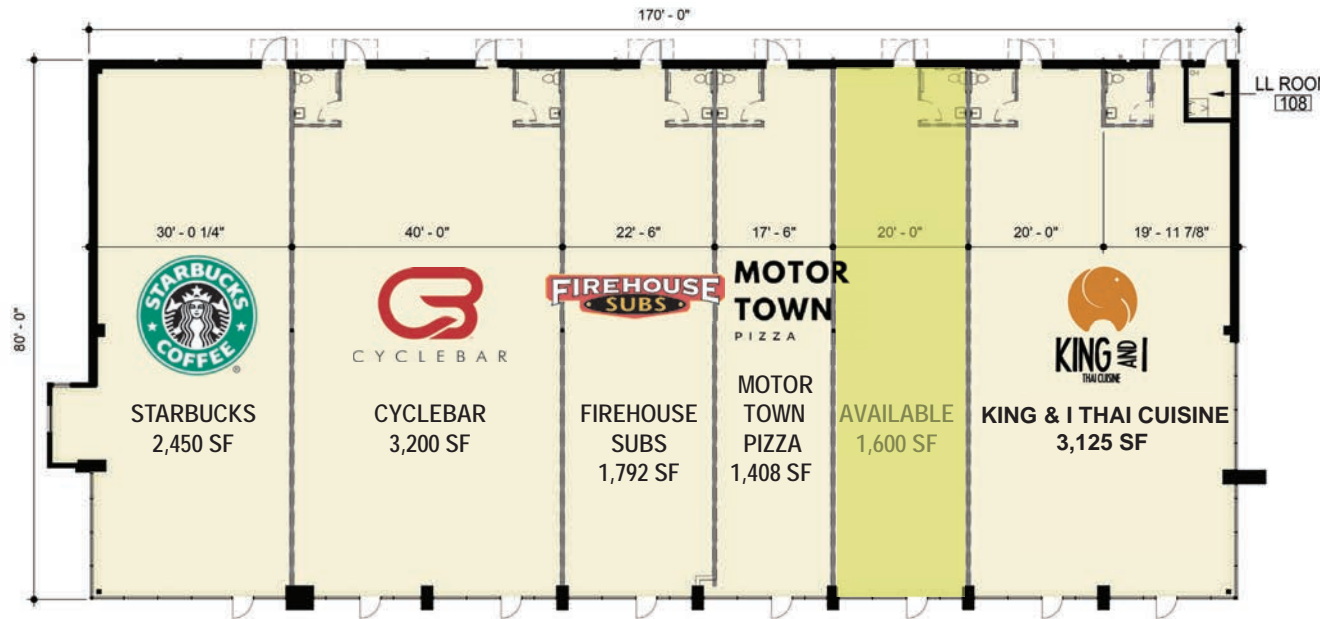 170' - 0"
LL ROOM
108
30' - 0 1/4"
40' - 0"
22' - 6"
17' - 6"
20' - 0"
20' - 0"
19' - 11 7/8"
80' - 0"
STARBUCKS
COFFEE
®
CYCLEBAR
FIREHOUSE
SUBS
MOTOR
TOWN
PIZZA
KING AND I
THAI CUISINE
STARBUCKS
2,450 SF
CYCLEBAR
3,200 SF
FIREHOUSE
SUBS
1,792 SF
MOTOR
TOWN
PIZZA
1,408 SF
AVAILABLE
1,600 SF
KING & I THAI CUISINE
3,125 SF